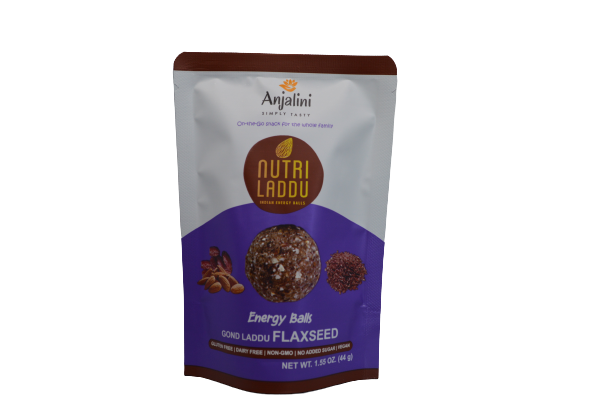 Anjalini
SIMPLY TASTY
On-the-Go snack for the whole family
NUTRI
LADDU
INDIAN ENERGY BALLS
Energy Balls
GOND LADDU FLAXSEED
GLUTEN FREE | DAIRY FREE | NON-GMO | NO ADDED SUGAR | VEGAN
NET WT. 1.55 OZ. (44 g)